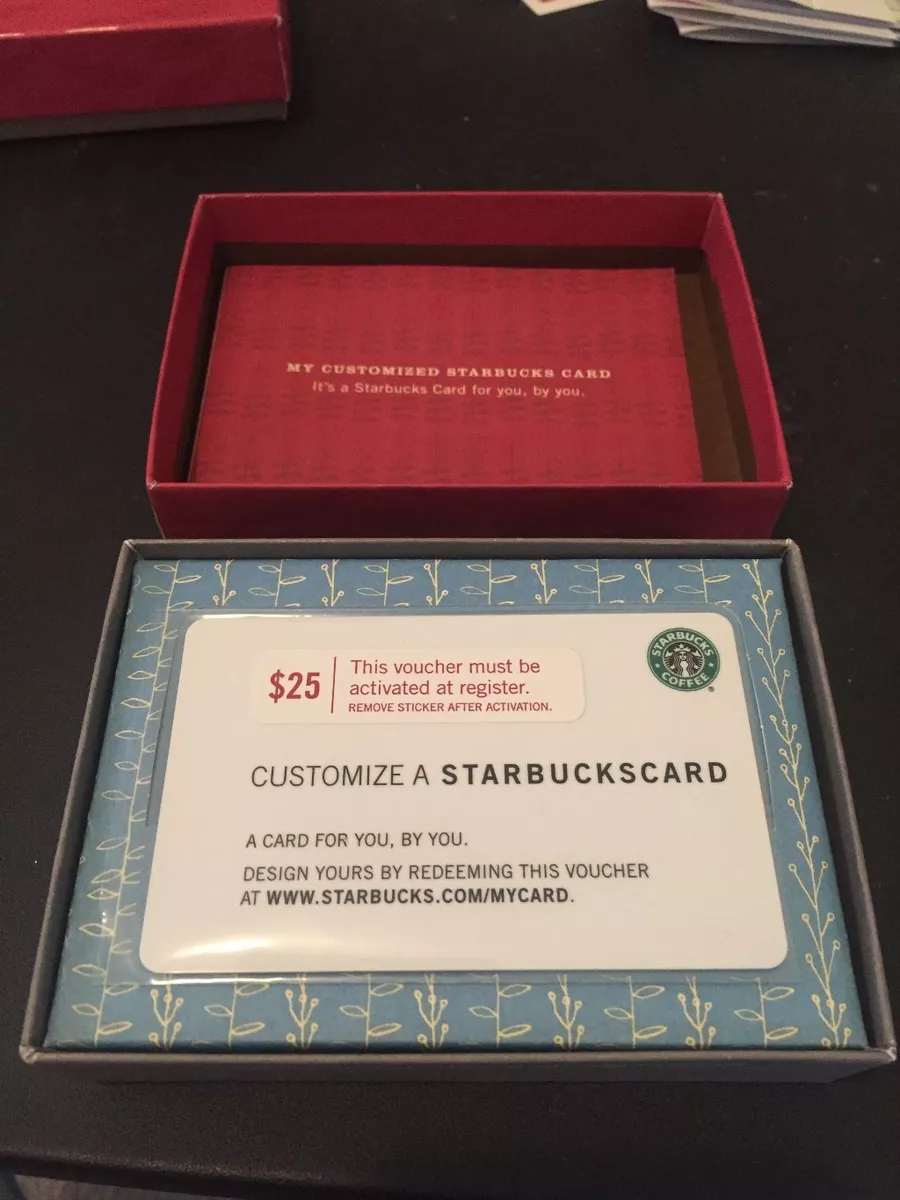 MY CUSTOMIZED STARBUCKS CARD
It's a Starbucks Card for you, by you.
$25
This voucher must be
activated at register.
REMOVE STICKER AFTER ACTIVATION.
STARBUCKS
COFFEE
®
CUSTOMIZE A STARBUCKSCARD
A CARD FOR YOU, BY YOU.
DESIGN YOURS BY REDEEMING THIS VOUCHER
AT WWW.STARBUCKS.COM/MYCARD.